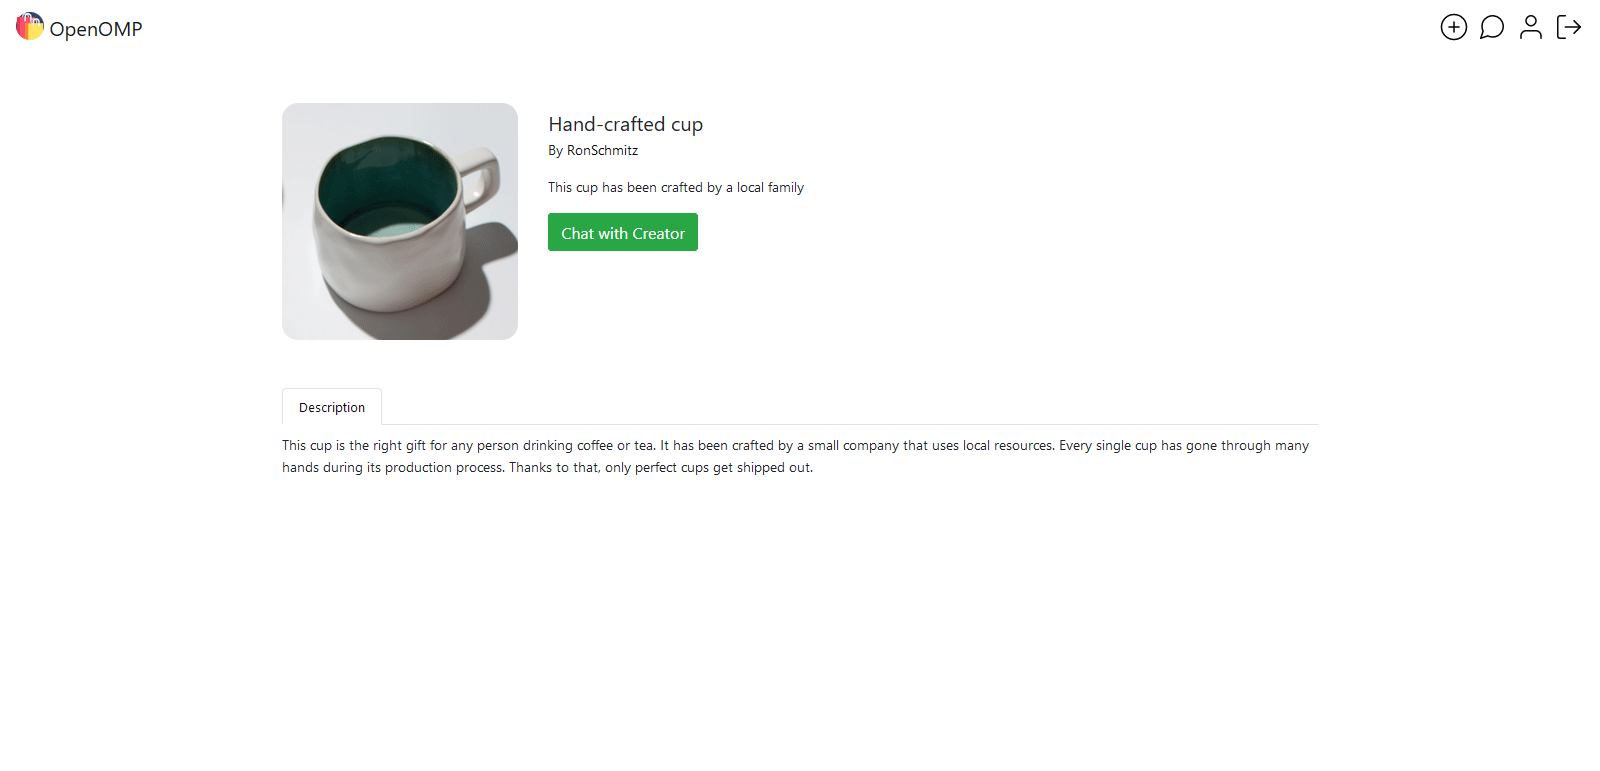 OpenOMP
Hand-crafted cup
By RonSchmitz
This cup has been crafted by a local family
Chat with Creator
Description
This cup is the right gift for any person drinking coffee or tea. It has been crafted by a small company that uses local resources. Every single cup has gone through many
hands during its production process. Thanks to that, only perfect cups get shipped out.